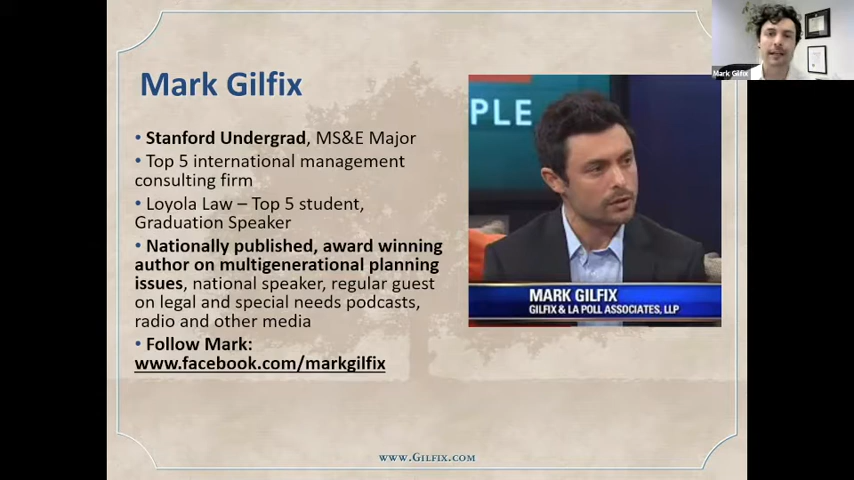 Mark Gilfix
Mark Gilfix
• Stanford Undergrad, MS&E Major
• Top 5 international management
consulting firm
• Loyola Law – Top 5 student,
Graduation Speaker
• Nationally published, award winning
author on multigenerational planning
issues, national speaker, regular guest
on legal and special needs podcasts,
radio and other media
• Follow Mark:
www.facebook.com/markgilfix
PLE
MARK GILFIX
GILFIX & LA POLL ASSOCIATES, LLP
www.Gilfix.com